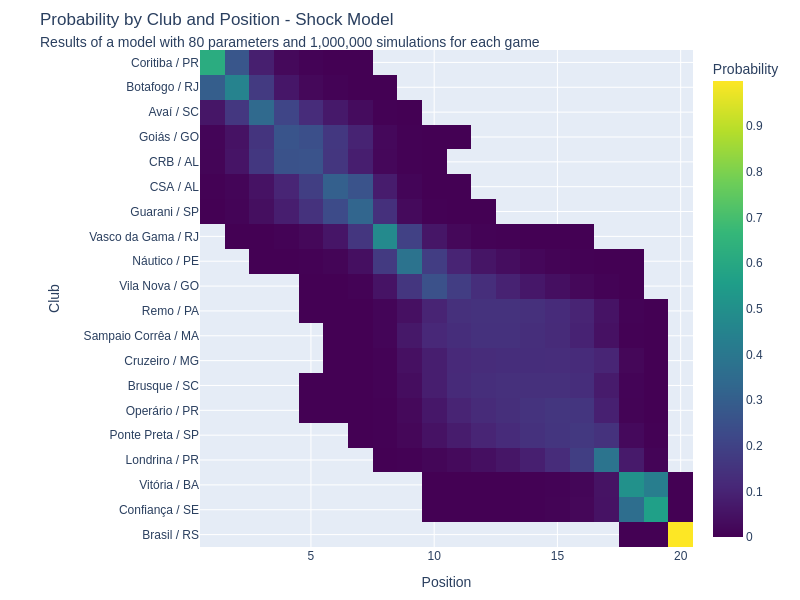 Probability by Club and Position - Shock Model
Results of a model with 80 parameters and 1,000,000 simulations for each game
Probability
Club
Coritiba / PR
Botafogo / RJ
Avaí / SC
Goiás / GO
CRB / AL
CSA / AL
Guarani / SP
Vasco da Gama / RJ
Náutico / PE
Vila Nova / GO
Remo / PA
Sampaio Corrêa / MA
Cruzeiro / MG
Brusque / SC
Operário / PR
Ponte Preta / SP
Londrina / PR
Vitória / BA
Confiança / SE
Brasil / RS
5
10
15
20
Position
0.9
0.8
0.7
0.6
0.5
0.4
0.3
0.2
0.1
0